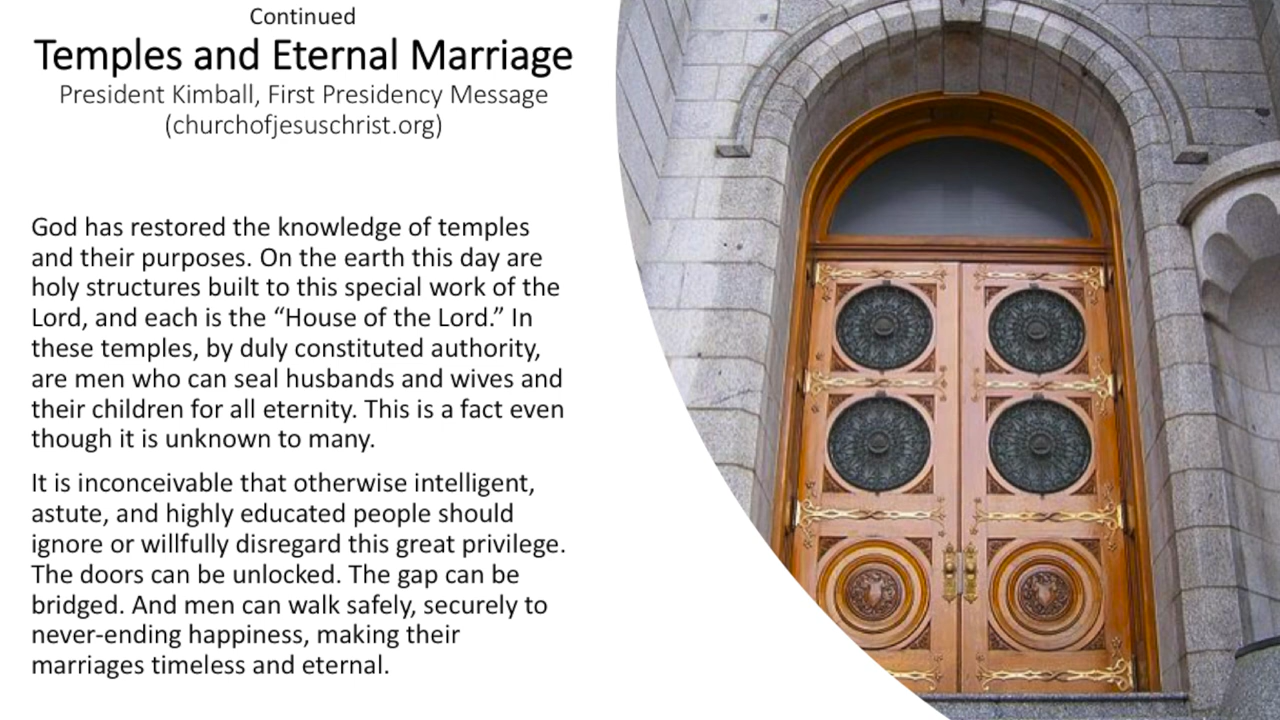 Continued
Temples and Eternal Marriage
President Kimball, First Presidency Message
(churchofjesuschrist.org)
God has restored the knowledge of temples
and their purposes. On the earth this day are
holy structures built to this special work of the
Lord, and each is the “House of the Lord.” In
these temples, by duly constituted authority,
are men who can seal husbands and wives and
their children for all eternity. This is a fact even
though it is unknown to many.
It is inconceivable that otherwise intelligent,
astute, and highly educated people should
ignore or willfully disregard this great privilege.
The doors can be unlocked. The gap can be
bridged. And men can walk safely, securely to
never-ending happiness, making their
marriages timeless and eternal.